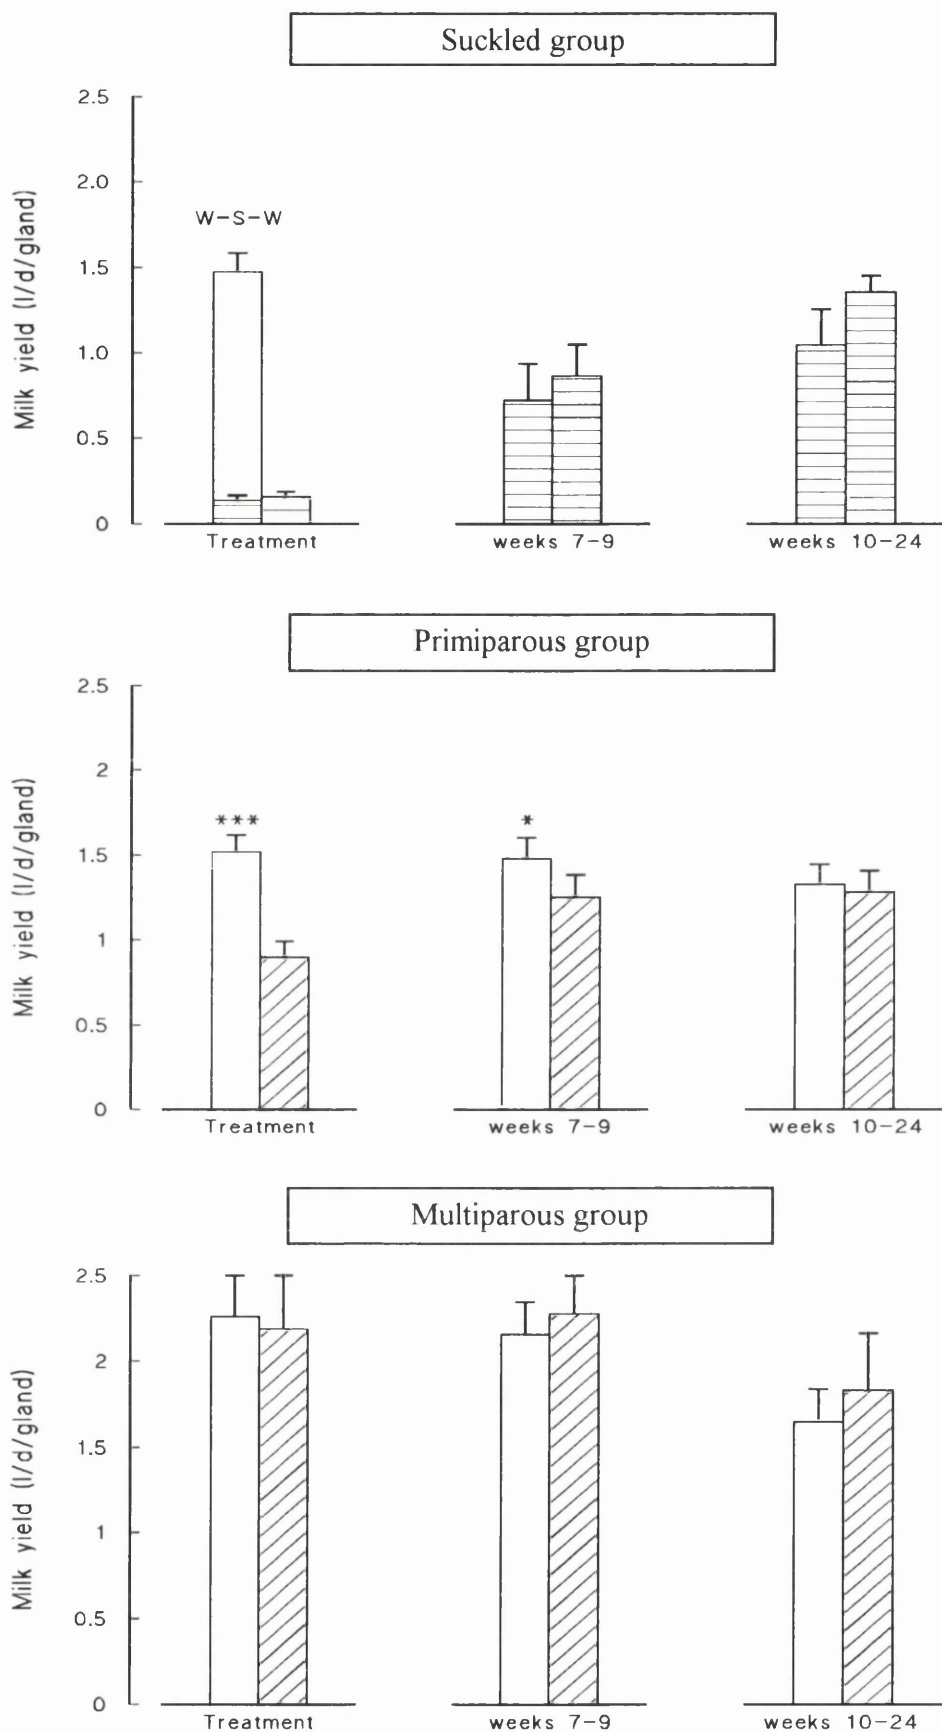 Suckled group
Milk yield (l/d/gland)
2.5
2.0
1.5
1.0
0.5
0
W-S-W
Treatment
weeks 7-9
weeks 10-24
Primiparous group
Milk yield (l/d/gland)
2.5
2
1.5
1
0.5
0
***
*
Treatment
weeks 7-9
weeks 10-24
Multiparous group
Milk yield (l/d/gland)
2.5
2
1.5
1
0.5
0
Treatment
weeks 7-9
weeks 10-24